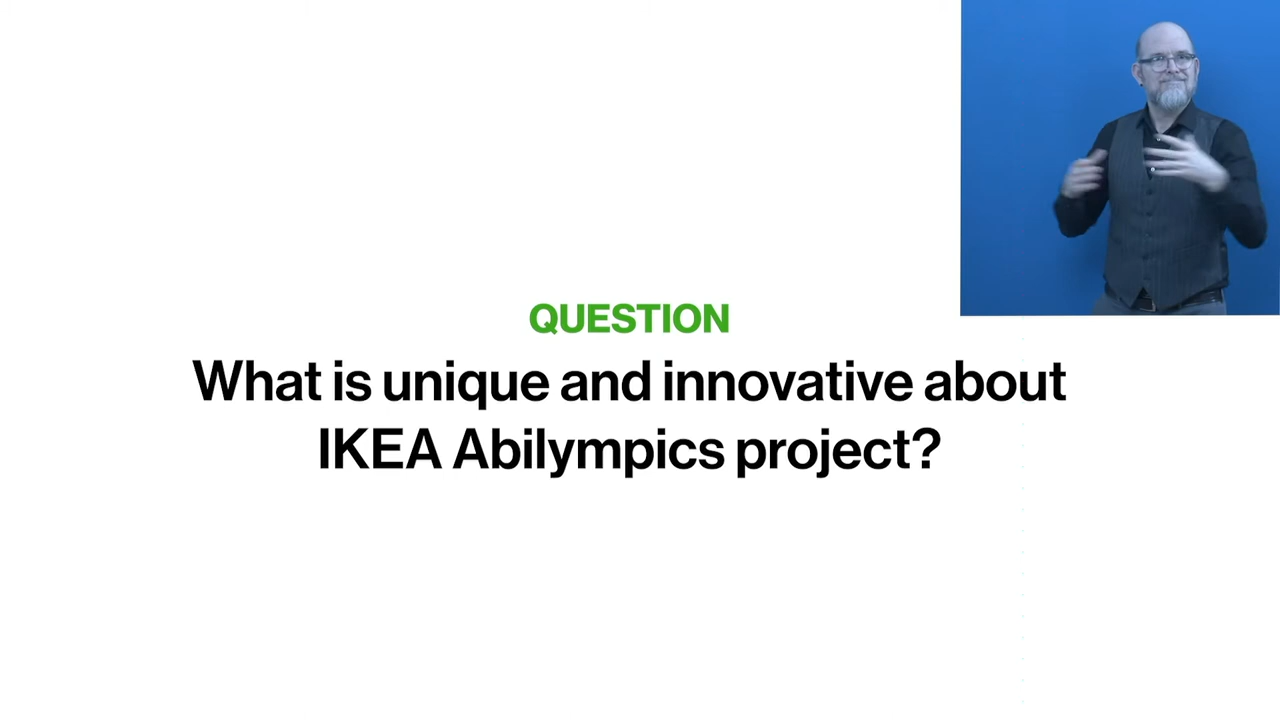 QUESTION
What is unique and innovative about
IKEA Abilympics project?